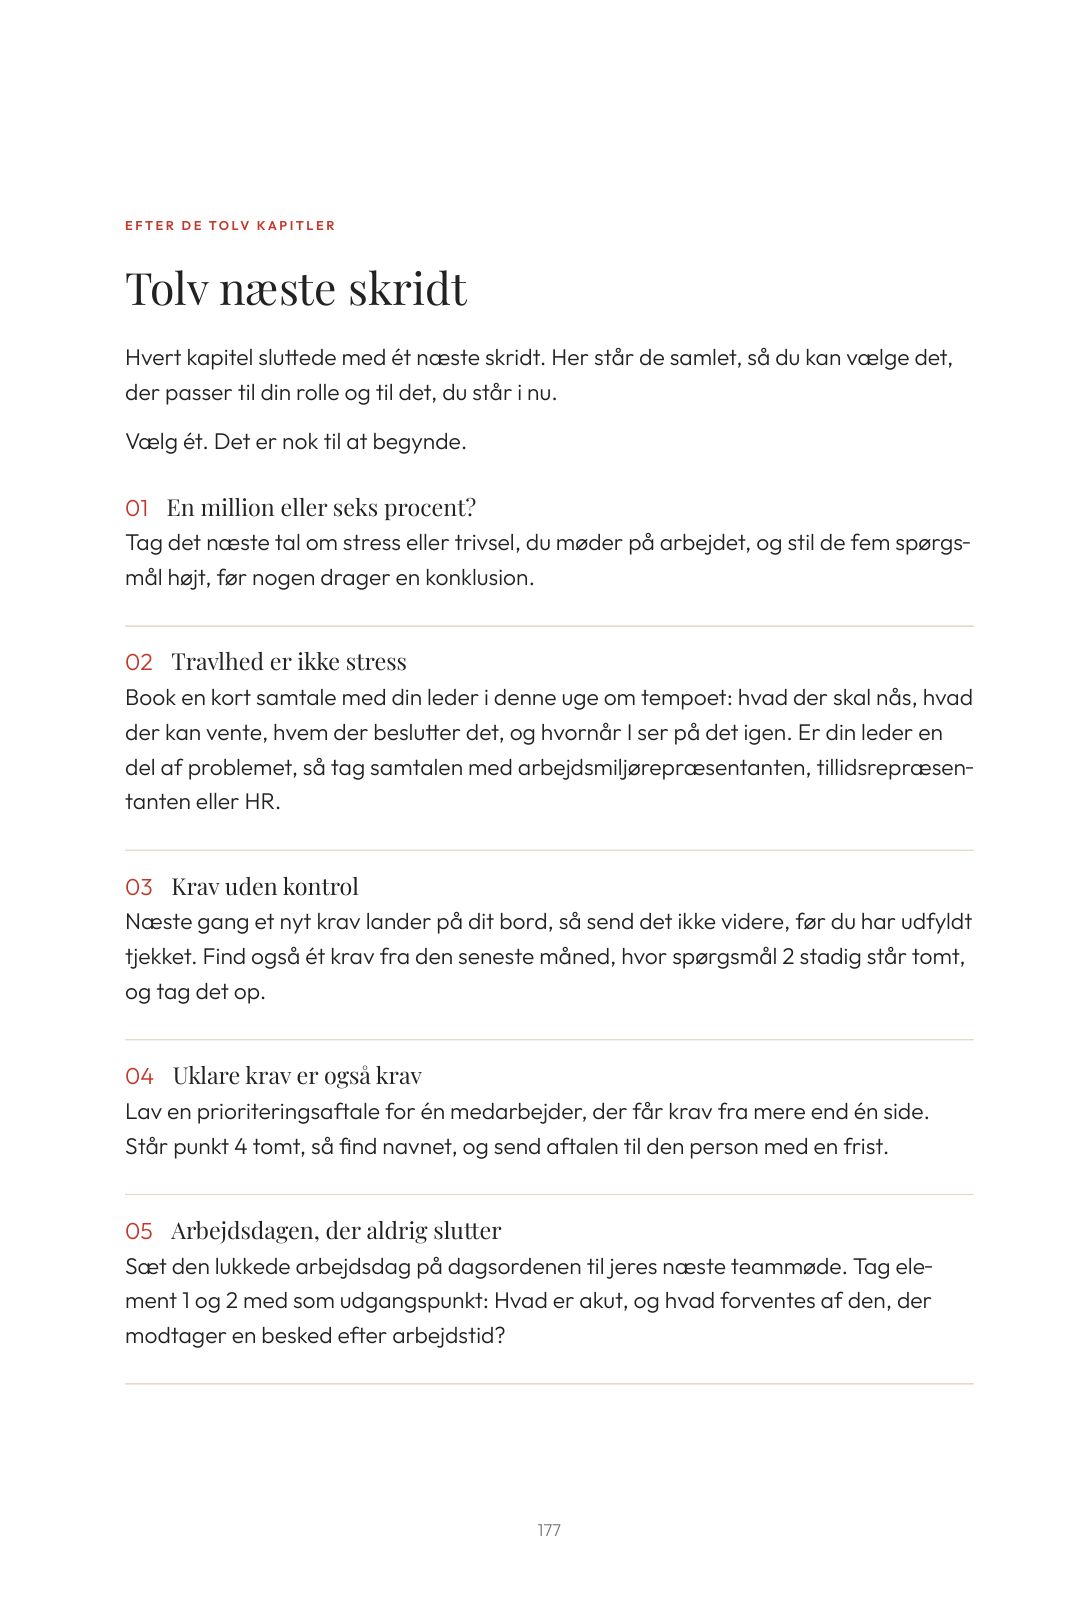 EFTER DE TOLV KAPITLER
Tolv næste skridt
Hvert kapitel sluttede med ét næste skridt. Her står de samlet, så du kan vælge det,
der passer til din rolle og til det, du står i nu.
Vælg ét. Det er nok til at begynde.
01 En million eller seks procent?
Tag det næste tal om stress eller trivsel, du møder på arbejdet, og stil de fem spørgs-
mål højt, før nogen drager en konklusion.
02 Travlhed er ikke stress
Book en kort samtale med din leder i denne uge om tempoet: hvad der skal nås, hvad
der kan vente, hvem der beslutter det, og hvornår I ser på det igen. Er din leder en
del af problemet, så tag samtalen med arbejdsmiljørepræsentanten, tillidsrepræsen-
tanten eller HR.
03 Krav uden kontrol
Næste gang et nyt krav lander på dit bord, så send det ikke videre, før du har udfyldt
tjekket. Find også ét krav fra den seneste måned, hvor spørgsmål 2 stadig står tomt,
og tag det op.
04 Uklare krav er også krav
Lav en prioriteringsaftale for én medarbejder, der får krav fra mere end én side.
Står punkt 4 tomt, så find navnet, og send aftalen til den person med en frist.
05 Arbejdsdagen, der aldrig slutter
Sæt den lukkede arbejdsdag på dagsordenen til jeres næste teammøde. Tag ele-
ment 1 og 2 med som udgangspunkt: Hvad er akut, og hvad forventes af den, der
modtager en besked efter arbejdstid?
177